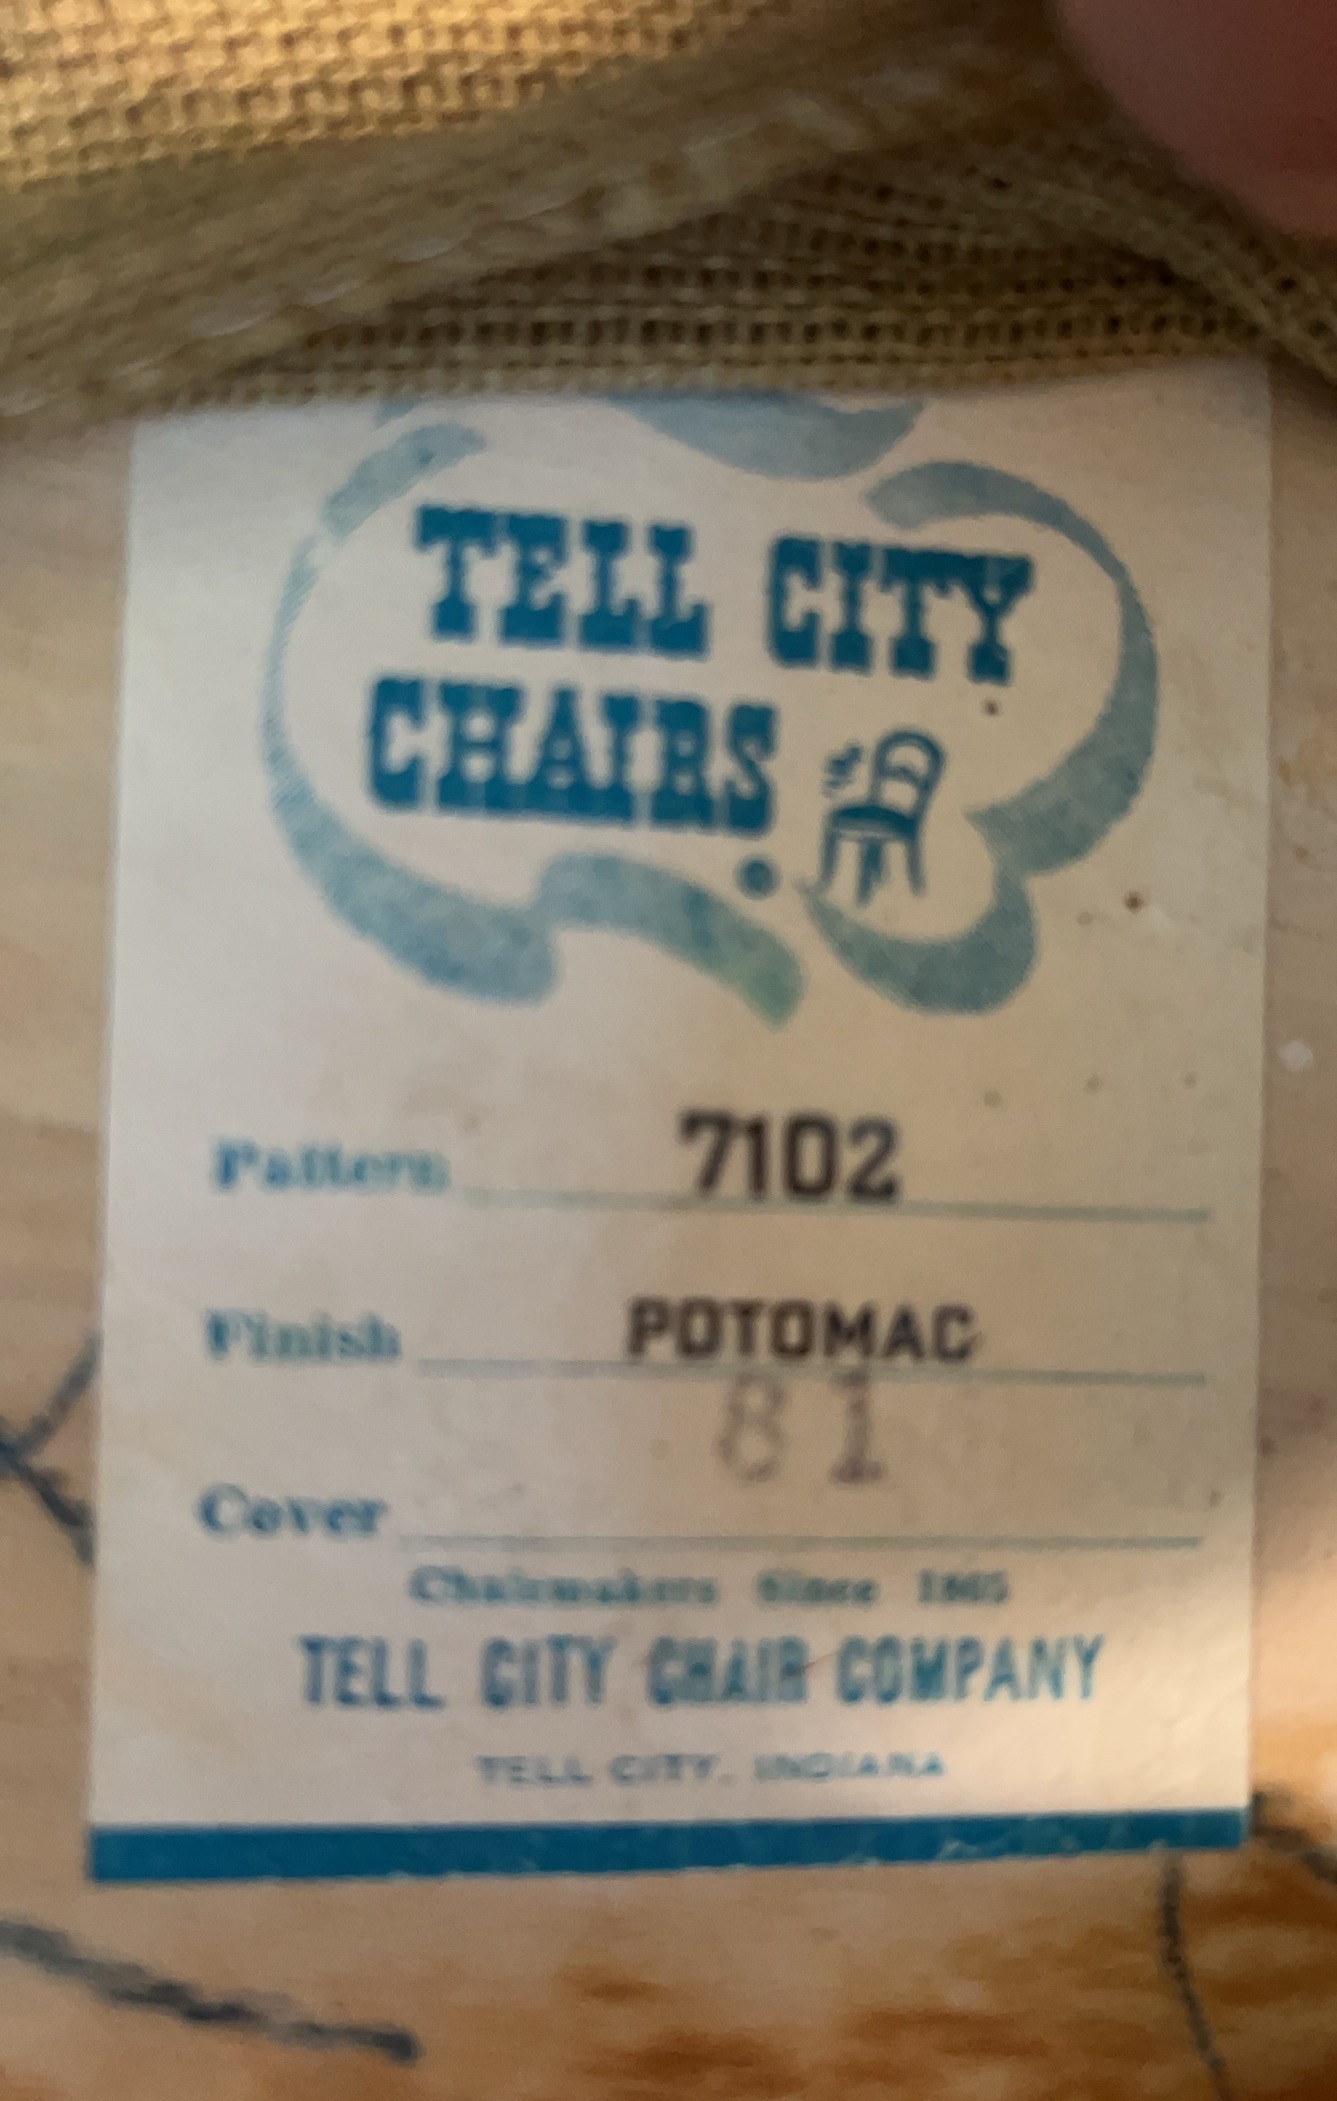 TELL CITY
CHAIRS
Pattern 7102
Finish POTOMAC
81
Cover
Chairmakers Since 1865
TELL CITY CHAIR COMPANY
TELL CITY, INDIANA